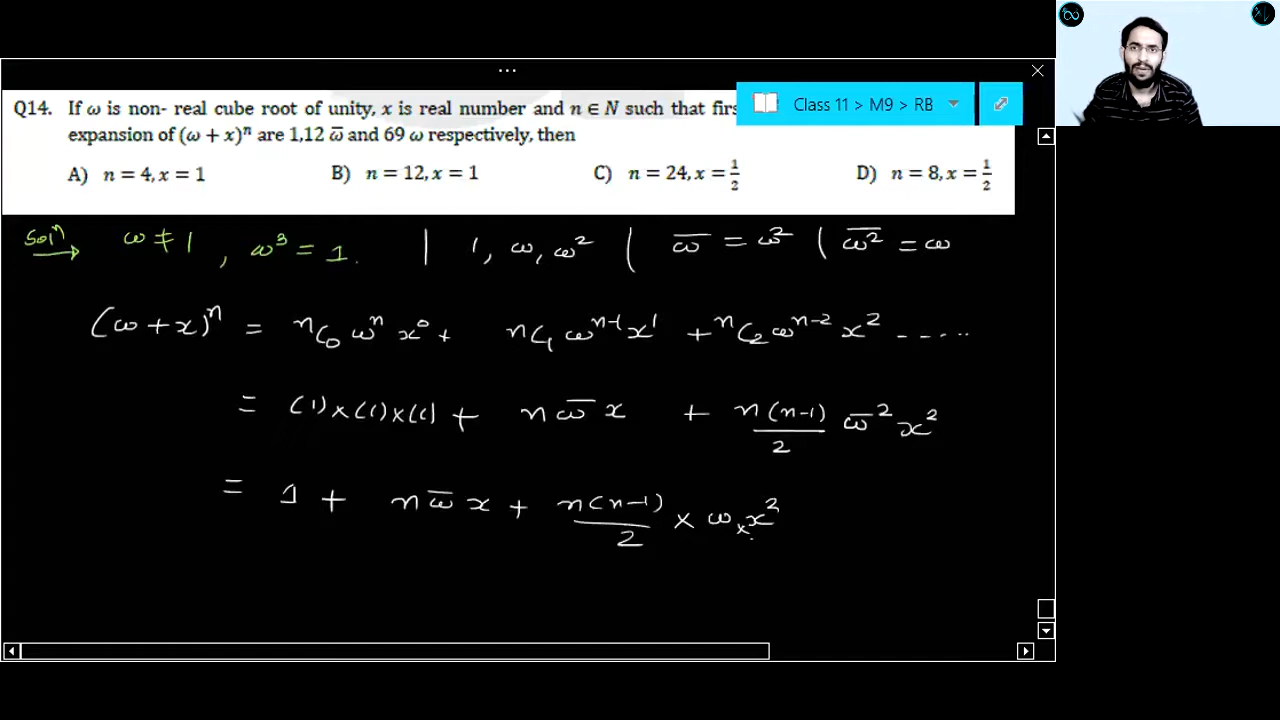 ...
Q14. If ω is non- real cube root of unity, x is real number and n ∈ N such that firs
Class 11 > M9 > RB
expansion of (ω + x)ⁿ are 1,12 ω̅ and 69 ω respectively, then
A) n = 4, x = 1 B) n = 12, x = 1 C) n = 24, x = 1/2 D) n = 8, x = 1/2
Solⁿ → ω ≠ 1 , ω³ = 1. | 1, ω, ω² ( ω̅ = ω² ( \overline{ω²} = ω
(ω + x)ⁿ = ⁿC₀ ωⁿ x⁰ + ⁿC₁ ωⁿ⁻¹ x¹ + ⁿC₂ ωⁿ⁻² x² -----
= (1) × (1) × (1) + n ω̅ x + n(n-1)/2 ω̅² x²
= 1 + n ω̅ x + n(n-1)/2 × ω × x²